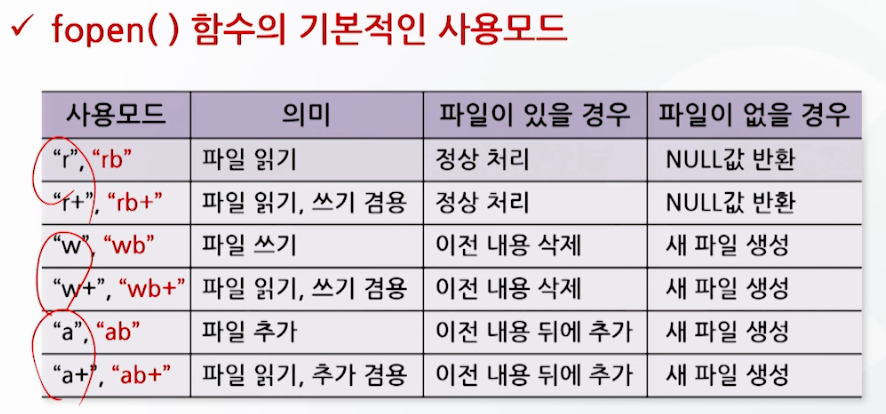 ✓ fopen( ) 함수의 기본적인 사용모드
사용모드 의미 파일이 있을 경우 파일이 없을 경우
“r”, “rb” 파일 읽기 정상 처리 NULL값 반환
“r+”, “rb+” 파일 읽기, 쓰기 겸용 정상 처리 NULL값 반환
“w”, “wb” 파일 쓰기 이전 내용 삭제 새 파일 생성
“w+”, “wb+” 파일 읽기, 쓰기 겸용 이전 내용 삭제 새 파일 생성
“a”, “ab” 파일 추가 이전 내용 뒤에 추가 새 파일 생성
“a+”, “ab+” 파일 읽기, 추가 겸용 이전 내용 뒤에 추가 새 파일 생성